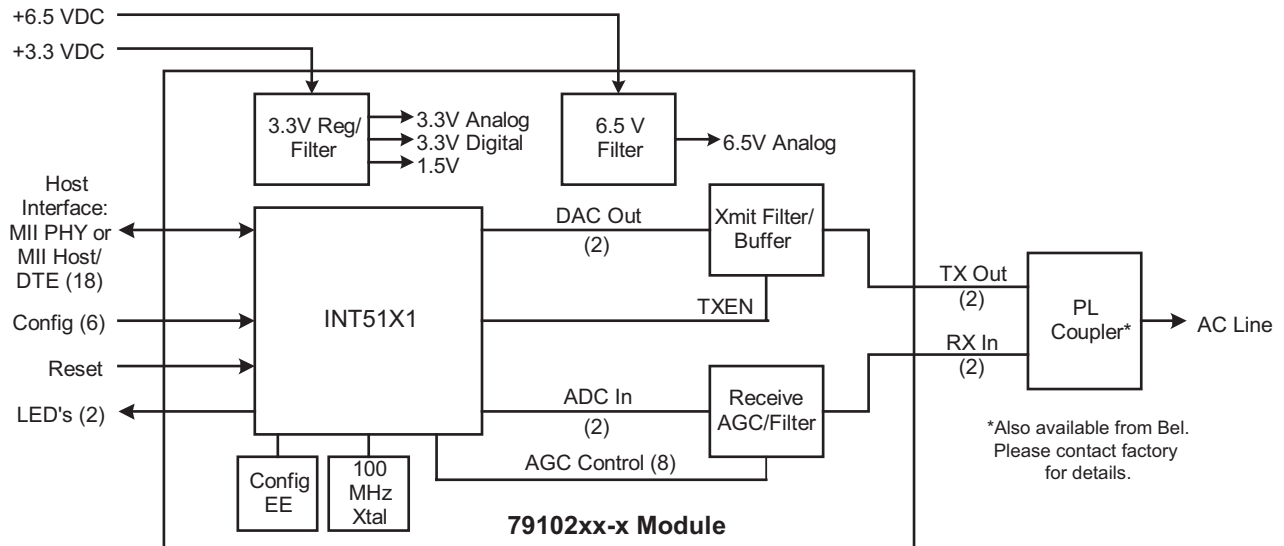 +6.5 VDC
+3.3 VDC
3.3V Reg/
Filter
3.3V Analog
3.3V Digital
1.5V
6.5 V
Filter
6.5V Analog
Host
Interface:
MII PHY or
MII Host/
DTE (18)
Config (6)
Reset
LED's (2)
INT51X1
DAC Out
(2)
TXEN
ADC In
(2)
AGC Control (8)
Xmit Filter/
Buffer
Receive
AGC/Filter
TX Out
(2)
RX In
(2)
PL
Coupler*
AC Line
*Also available from Bel.
Please contact factory
for details.
Config
EE
100
MHz
Xtal
79102xx-x Module